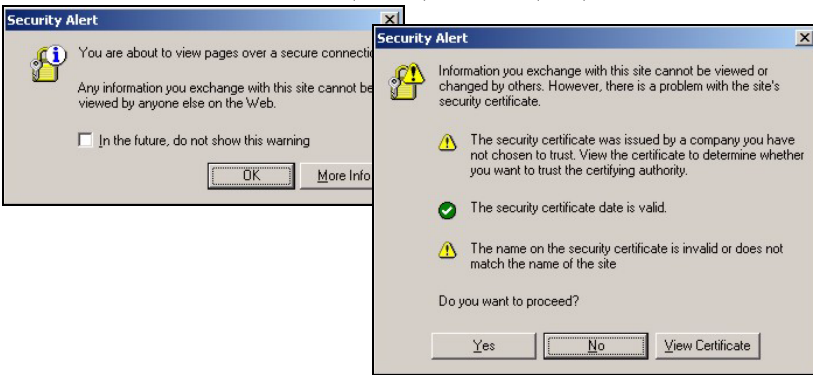 Security Alert
You are about to view pages over a secure
Any information you exchange with this site cannot be
viewed by anyone else on the Web.
In the future, do not show this warning
OK
More Info
Security Alert
Information you exchange with this site cannot be viewed or
changed by others. However, there is a problem with the site's
security certificate.
The security certificate was issued by a company you have
not chosen to trust. View the certificate to determine whether
you want to trust the certifying authority.
The security certificate date is valid.
The name on the security certificate is invalid or does not
match the name of the site
Do you want to proceed?
Yes
No
View Certificate